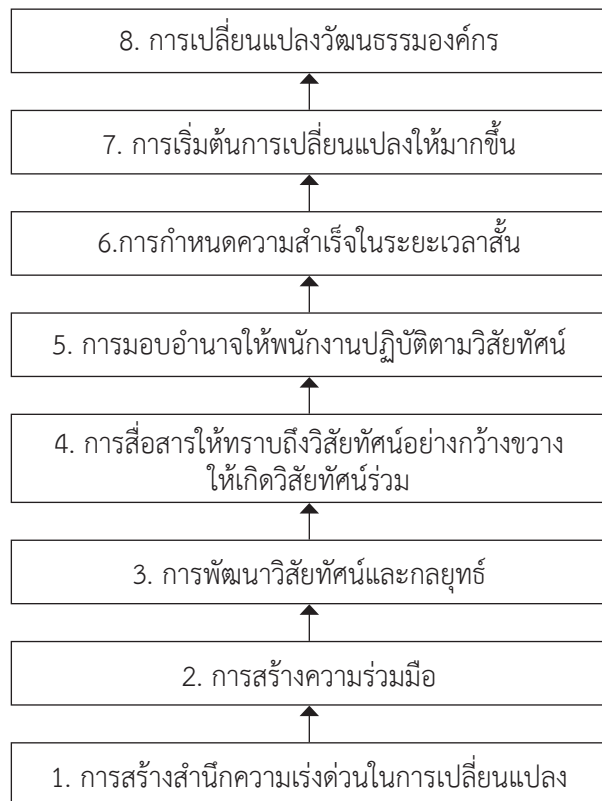 8. การเปลี่ยนแปลงวัฒนธรรมองค์กร
7. การเริ่มต้นการเปลี่ยนแปลงให้มากขึ้น
6.การกำหนดความสำเร็จในระยะเวลาสั้น
5. การมอบอำนาจให้พนักงานปฏิบัติตามวิสัยทัศน์
4. การสื่อสารให้ทราบถึงวิสัยทัศน์อย่างกว้างขวาง
ให้เกิดวิสัยทัศน์ร่วม
3. การพัฒนาวิสัยทัศน์และกลยุทธ์
2. การสร้างความร่วมมือ
1. การสร้างสำนึกความเร่งด่วนในการเปลี่ยนแปลง